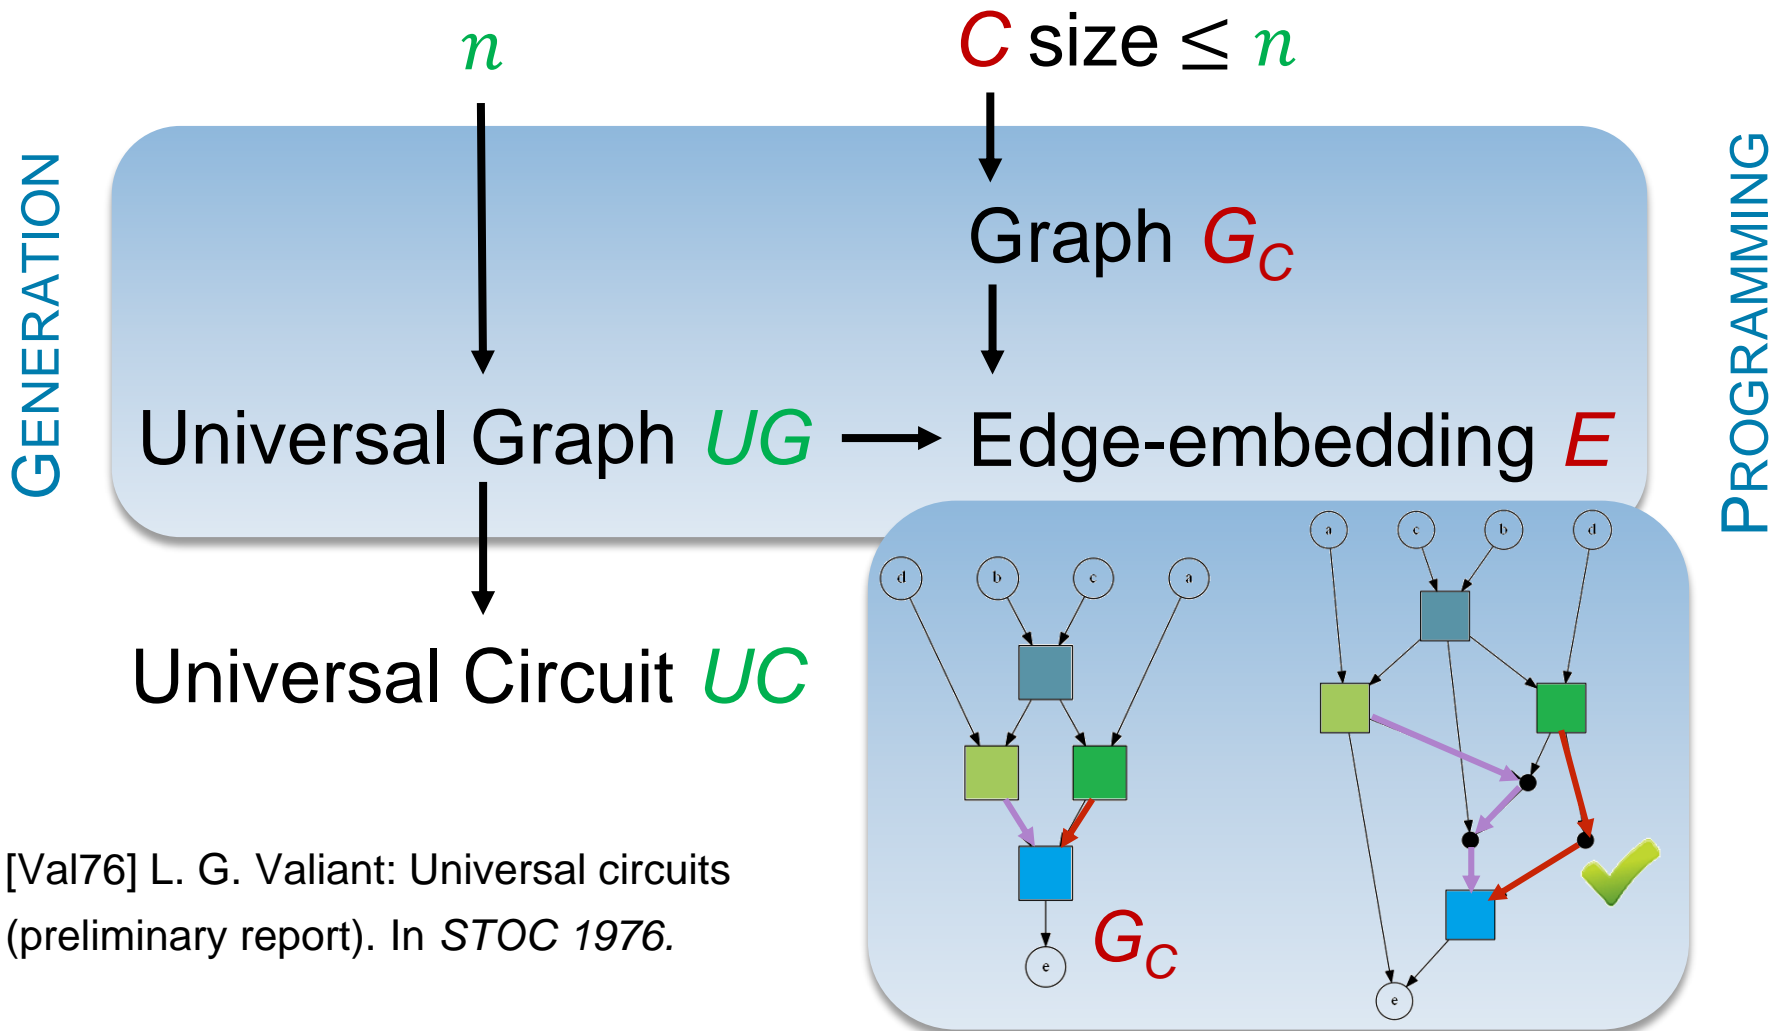 n
C size ≤ n
GENERATION
PROGRAMMING
Graph G_C
Universal Graph UG
Edge-embedding E
Universal Circuit UC
a c b d
d b c a
e
G_C
e
[Val76] L. G. Valiant: Universal circuits
(preliminary report). In STOC 1976.